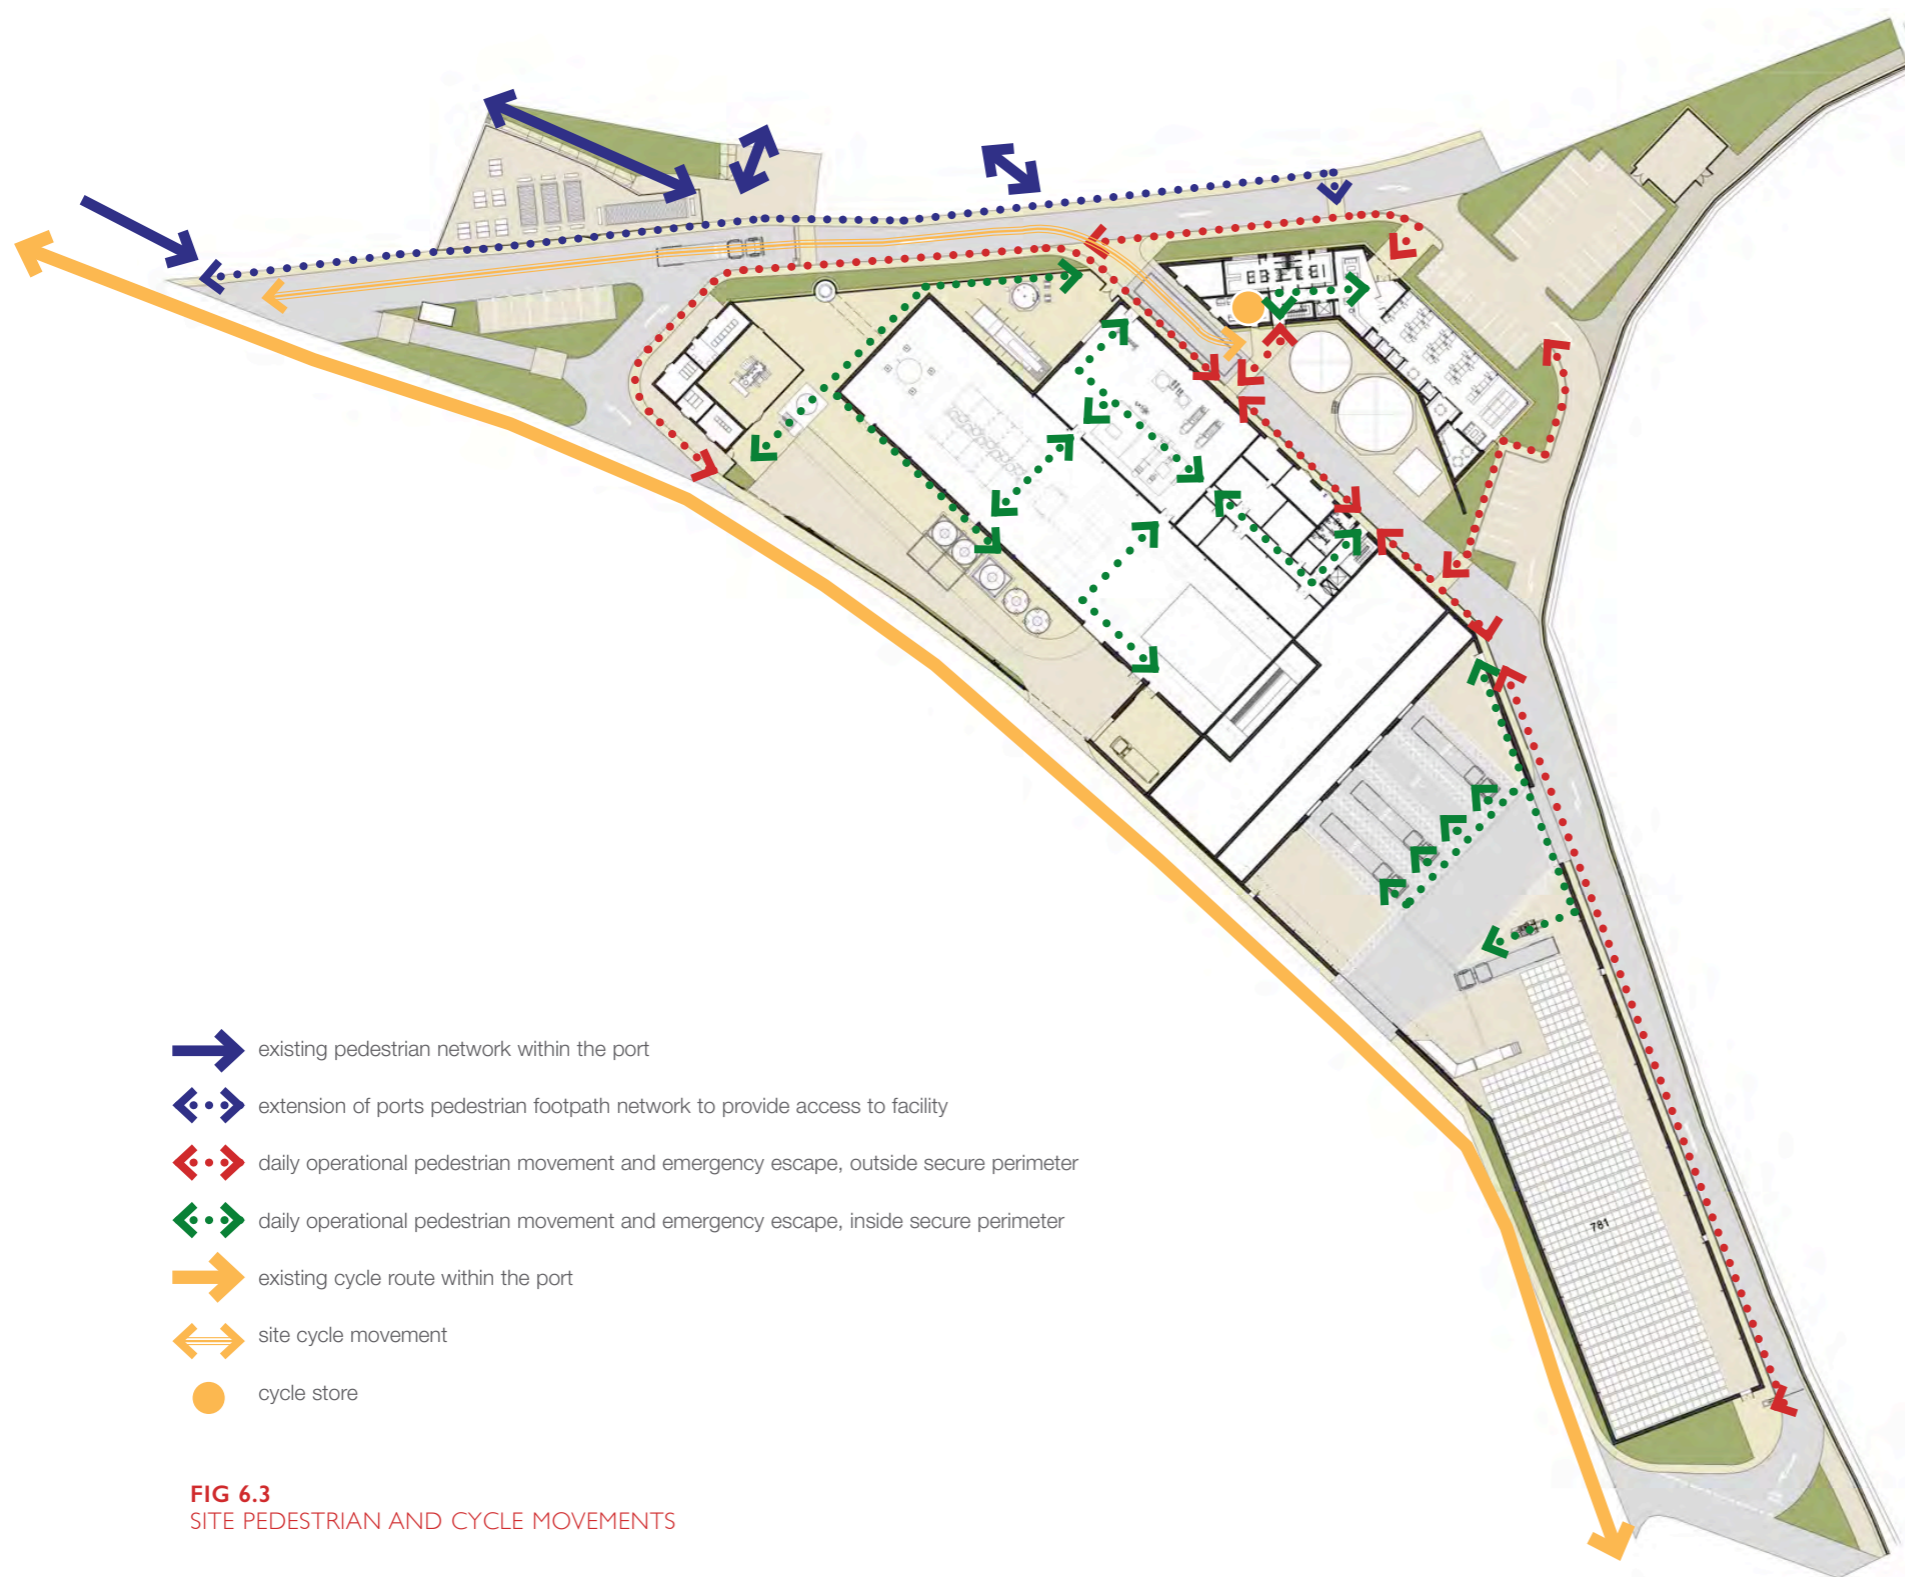 781
existing pedestrian network within the port
extension of ports pedestrian footpath network to provide access to facility
daily operational pedestrian movement and emergency escape, outside secure perimeter
daily operational pedestrian movement and emergency escape, inside secure perimeter
existing cycle route within the port
site cycle movement
cycle store
FIG 6.3
SITE PEDESTRIAN AND CYCLE MOVEMENTS